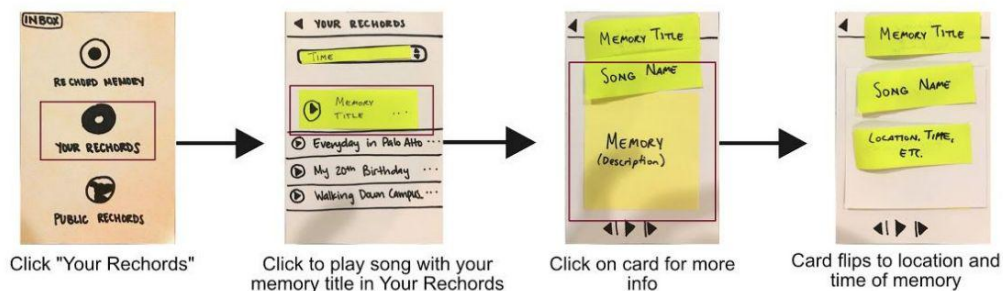 INBOX
RECHORD MEMORY
YOUR RECHORDS
PUBLIC RECHORDS
Click "Your Rechords"
YOUR RECHORDS
TIME
MEMORY
TITLE ...
Everyday in Palo Alto ...
My 20th Birthday ...
Walking Down Campus ...
Click to play song with your
memory title in Your Rechords
MEMORY TITLE
SONG NAME
MEMORY
(Description)
Click on card for more
info
MEMORY TITLE
SONG NAME
LOCATION, TIME,
ETC.
Card flips to location and
time of memory